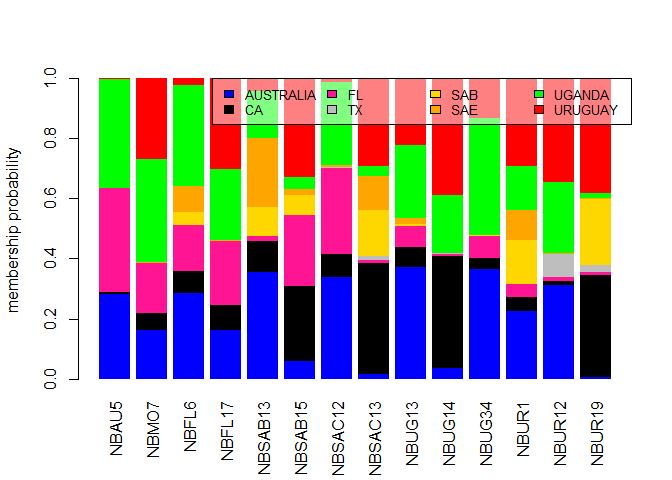 1.0
0.8
0.6
0.4
0.2
0.0
membership probability
AUSTRALIA FL SAB UGANDA
CA TX SAE URUGUAY
NBAU5 NBMO7 NBFL6 NBFL17 NBSAB13 NBSAB15 NBSAC12 NBSAC13 NBUG13 NBUG14 NBUG34 NBUR1 NBUR12 NBUR19